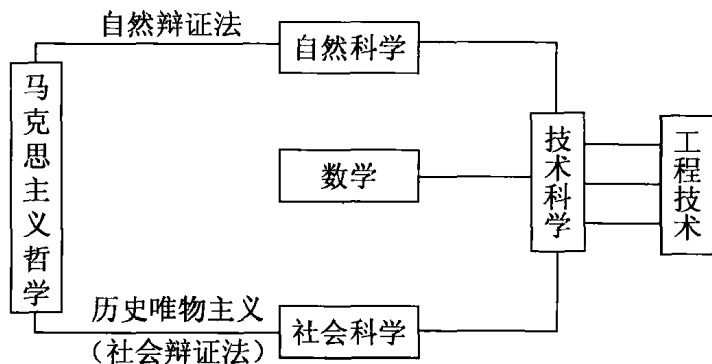 自然辩证法
自然科学
马克思主义哲学
数学
技术科学
工程技术
历史唯物主义
（社会辩证法）
社会科学